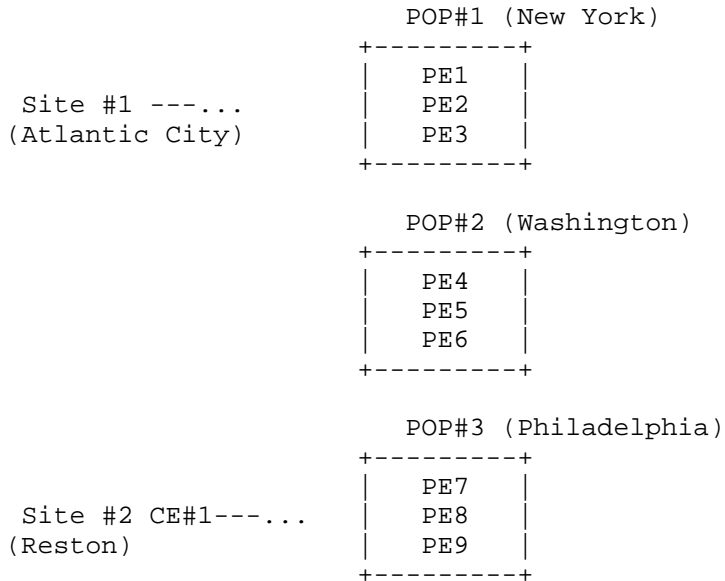 POP#1 (New York)
                           +---------+
                           |   PE1   |
 Site #1 ---...            |   PE2   |
(Atlantic City)            |   PE3   |
                           +---------+

                              POP#2 (Washington)
                           +---------+
                           |   PE4   |
                           |   PE5   |
                           |   PE6   |
                           +---------+

                              POP#3 (Philadelphia)
                           +---------+
                           |   PE7   |
 Site #2 CE#1---...        |   PE8   |
(Reston)                   |   PE9   |
                           +---------+